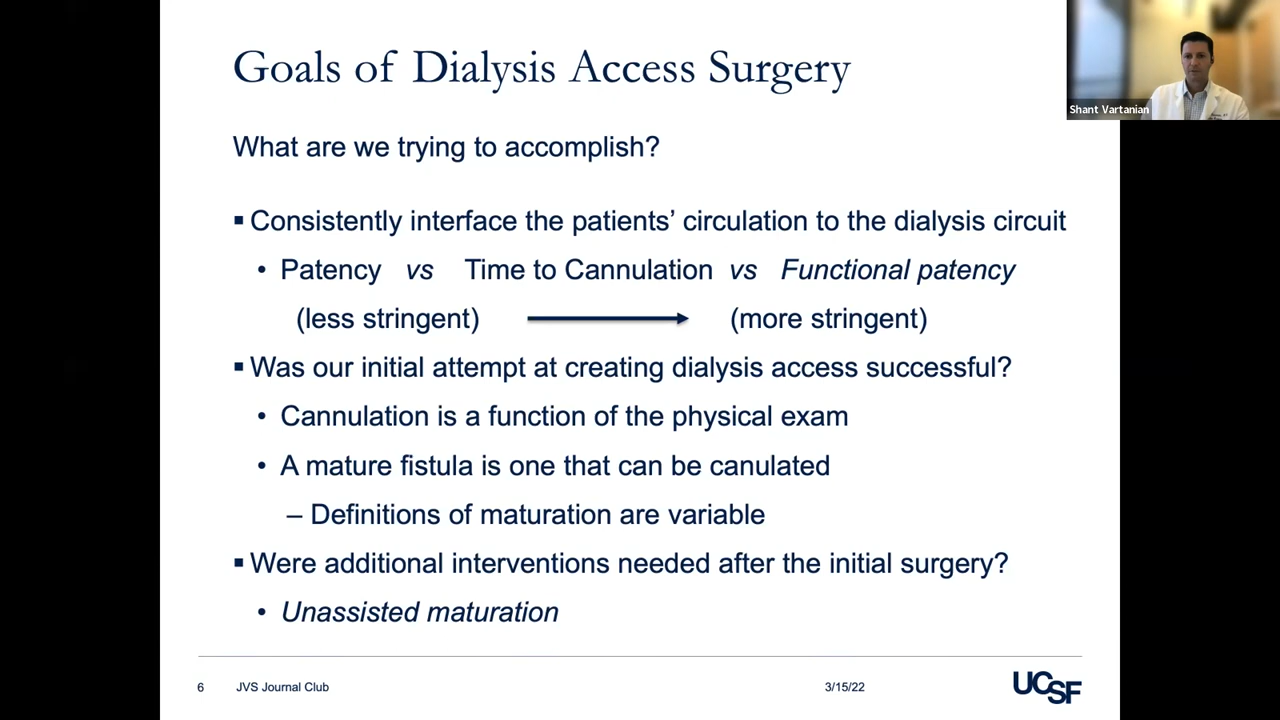 Goals of Dialysis Access Surgery
Shant Vartanian
What are we trying to accomplish?
▪ Consistently interface the patients’ circulation to the dialysis circuit
• Patency vs Time to Cannulation vs Functional patency
(less stringent) (more stringent)
▪ Was our initial attempt at creating dialysis access successful?
• Cannulation is a function of the physical exam
• A mature fistula is one that can be canulated
– Definitions of maturation are variable
▪ Were additional interventions needed after the initial surgery?
• Unassisted maturation
6 JVS Journal Club 3/15/22 UCSF